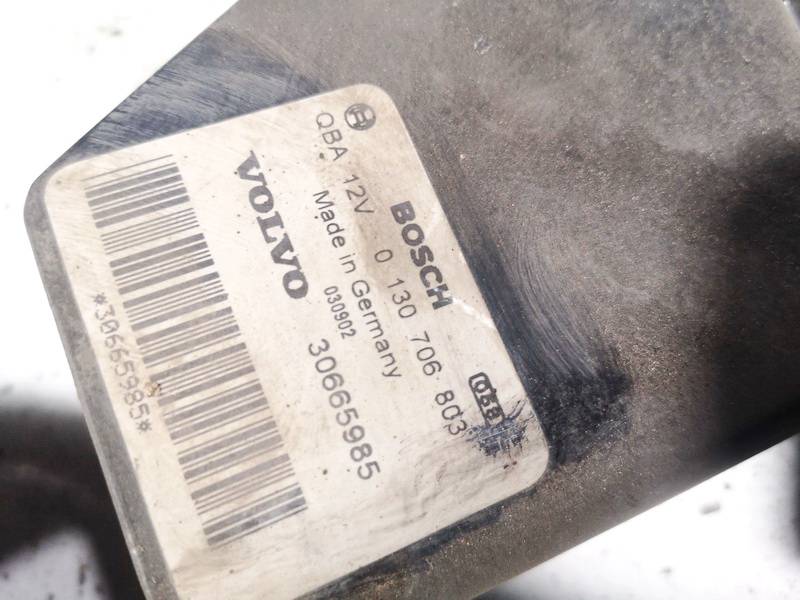 BOSCH
QBA 12V 0 130 706 803
Made in Germany
030902
VOLVO 30665985
*30665985*